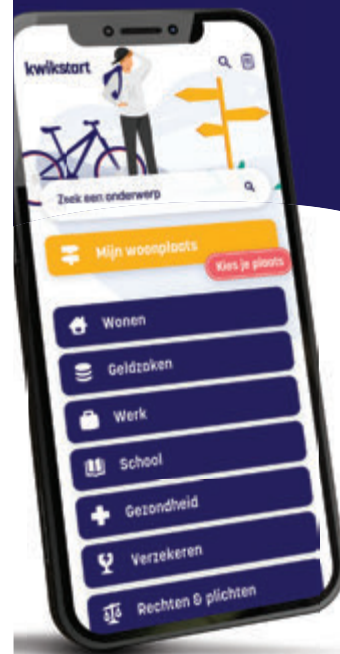 kwikstart
Zoek een onderwerp
Mijn woonplaats
Kies je plaats
Wonen
Geldzaken
Werk
School
Gezondheid
Verzekeren
Rechten & plichten